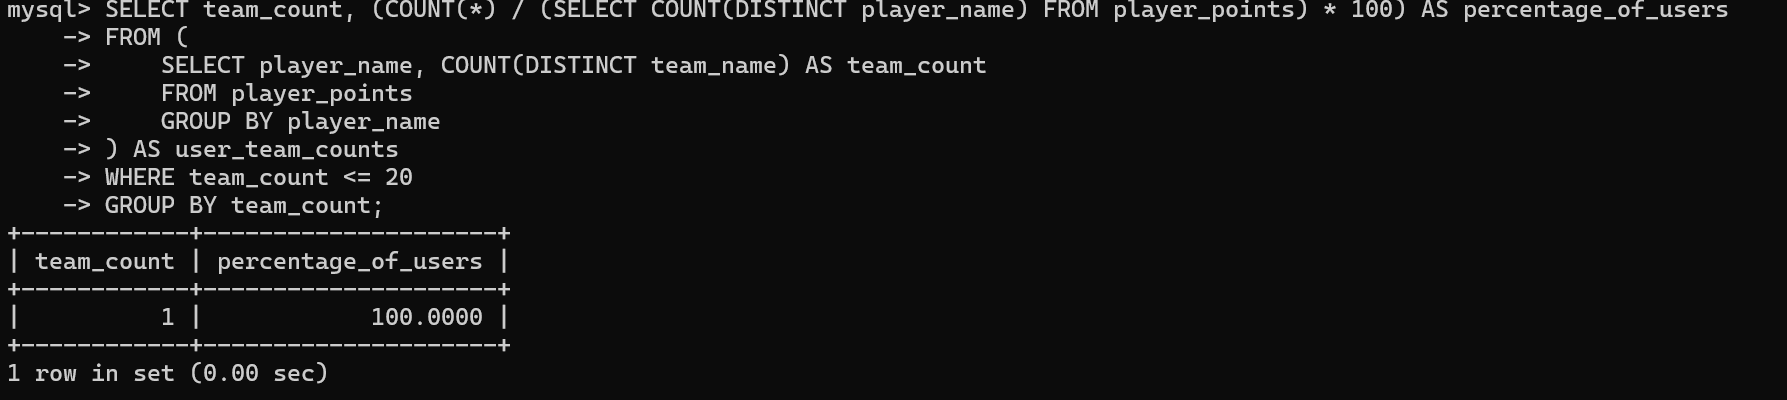 mysql> SELECT team_count, (COUNT(*) / (SELECT COUNT(DISTINCT player_name) FROM player_points) * 100) AS percentage_of_users
    -> FROM (
    ->     SELECT player_name, COUNT(DISTINCT team_name) AS team_count
    ->     FROM player_points
    ->     GROUP BY player_name
    -> ) AS user_team_counts
    -> WHERE team_count <= 20
    -> GROUP BY team_count;
+------------+---------------------+
| team_count | percentage_of_users |
+------------+---------------------+
|          1 |            100.0000 |
+------------+---------------------+
1 row in set (0.00 sec)